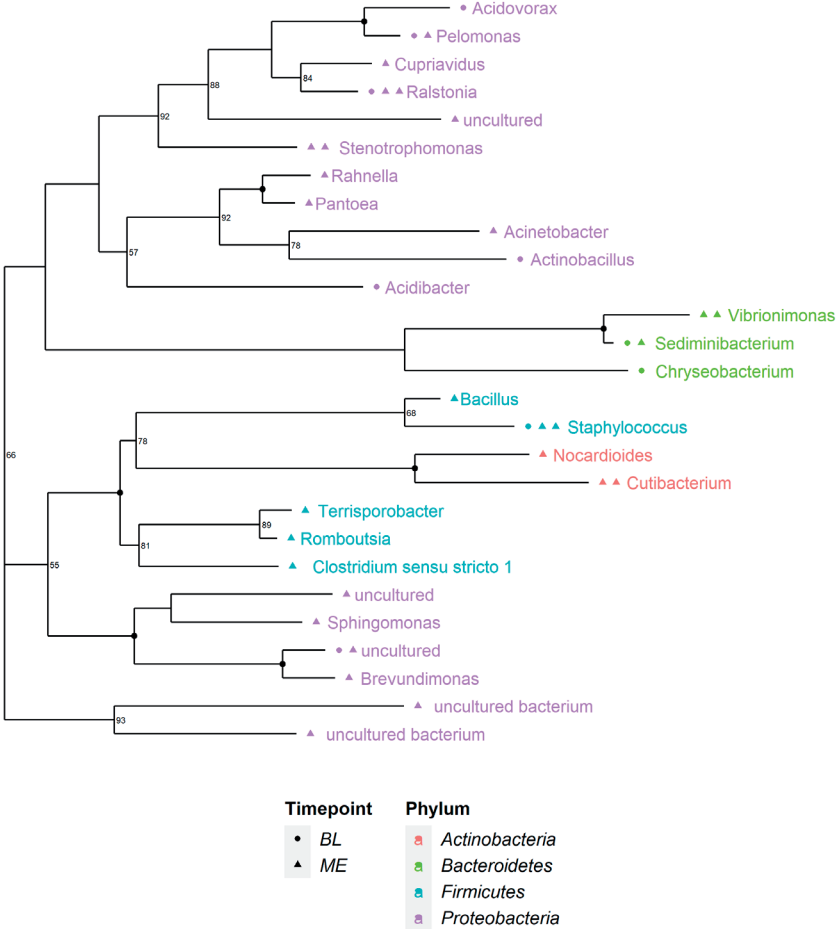 Acidovorax
Pelomonas
Cupriavidus
84
88
Ralstonia
92
uncultured
Stenotrophomonas
Rahnella
Pantoea
92
Acinetobacter
78
57
Actinobacillus
Acidibacter
Vibrionimonas
Sediminibacterium
Chryseobacterium
Bacillus
68
Staphylococcus
78
66
Nocardioides
Cutibacterium
Terrisporobacter
89
Romboutsia
81
55
Clostridium sensu stricto 1
uncultured
Sphingomonas
uncultured
Brevundimonas
uncultured bacterium
93
uncultured bacterium
Timepoint
BL
ME
Phylum
a Actinobacteria
a Bacteroidetes
a Firmicutes
a Proteobacteria